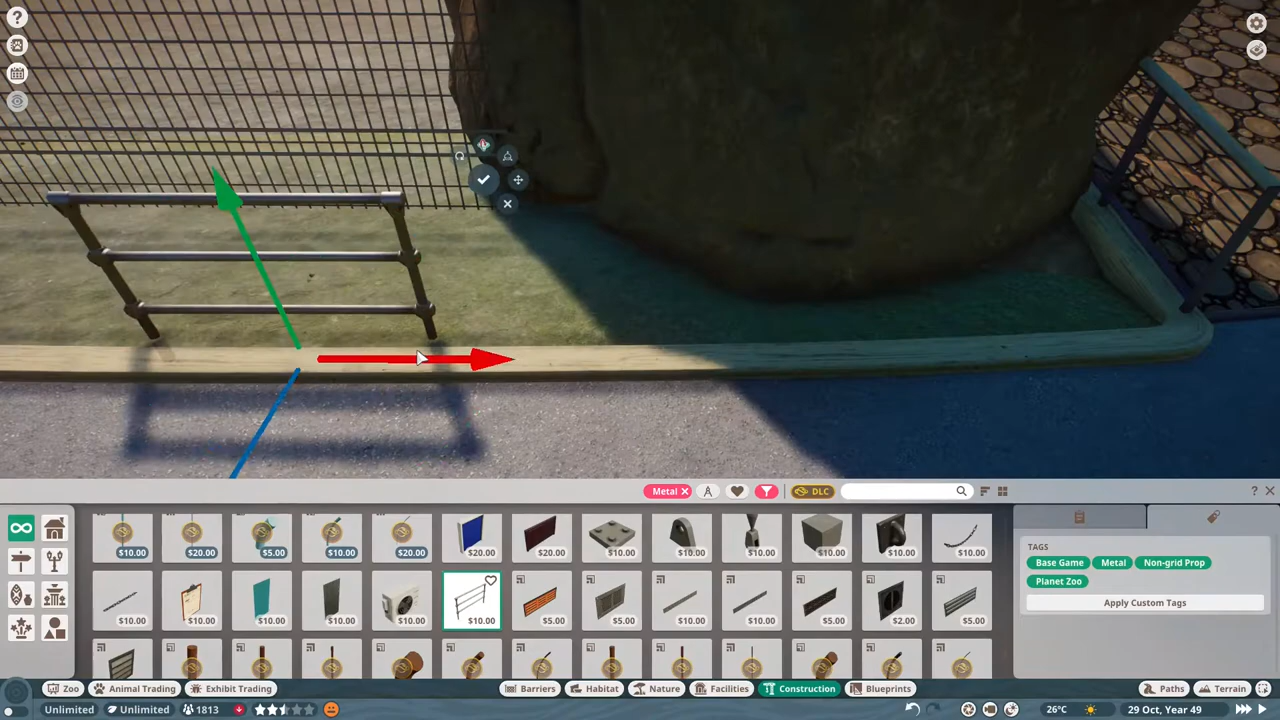 ?
Metal ×
DLC
? ×
$10.00 $20.00 $5.00 $10.00 $20.00 $20.00 $20.00 $10.00 $10.00 $10.00 $10.00 $10.00 $10.00
TAGS
Base Game Metal Non-grid Prop
Planet Zoo
$10.00 $10.00 $10.00 $10.00 $10.00 $10.00 $5.00 $5.00 $10.00 $10.00 $5.00 $2.00 $5.00
Apply Custom Tags
Zoo Animal Trading Exhibit Trading Barriers Habitat Nature Facilities Construction Blueprints Paths Terrain
Unlimited Unlimited 1813 26°C 29 Oct, Year 49